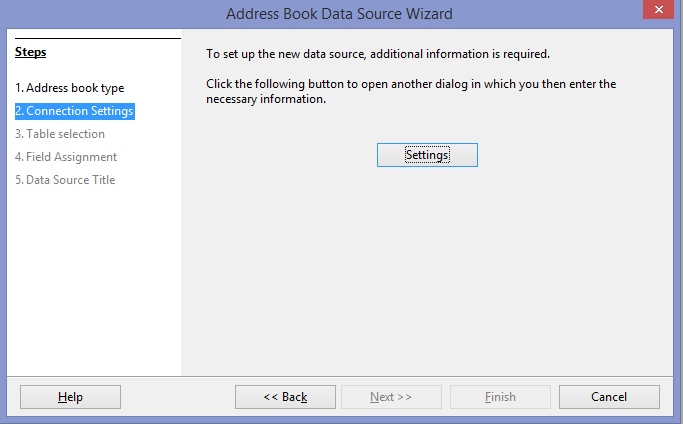 Address Book Data Source Wizard
Steps
1. Address book type
2. Connection Settings
3. Table selection
4. Field Assignment
5. Data Source Title
To set up the new data source, additional information is required.
Click the following button to open another dialog in which you then enter the
necessary information.
Settings
Help
<< Back
Next >>
Finish
Cancel